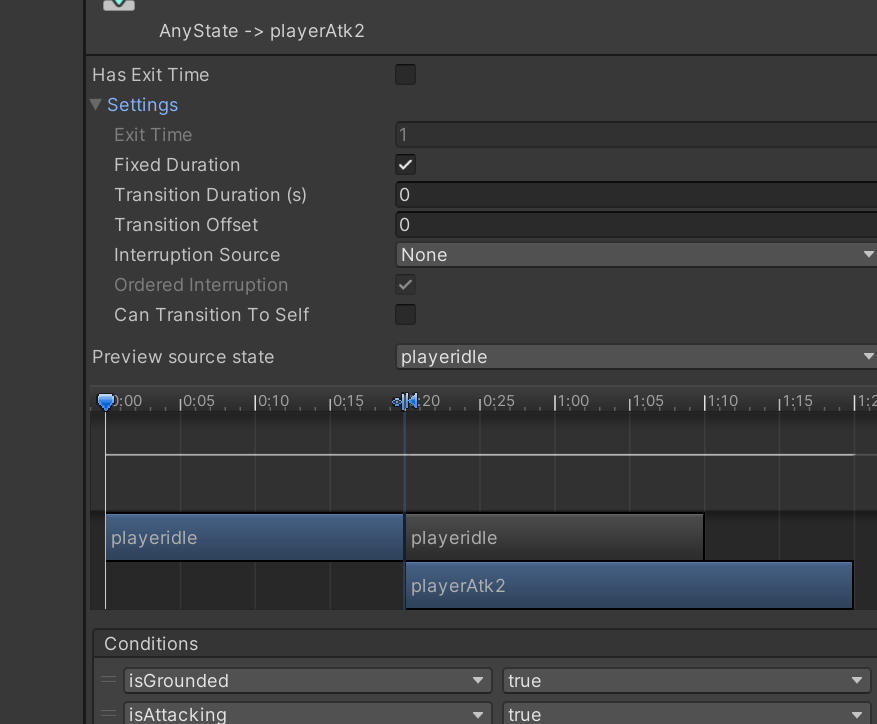 AnyState -> playerAtk2
Has Exit Time
Settings
Exit Time 1
Fixed Duration
Transition Duration (s) 0
Transition Offset 0
Interruption Source None
Ordered Interruption
Can Transition To Self
Preview source state playeridle
0:00 0:05 0:10 0:15 :20 0:25 1:00 1:05 1:10 1:15 1:2
playeridle playeridle
playerAtk2
Conditions
isGrounded true
isAttacking true